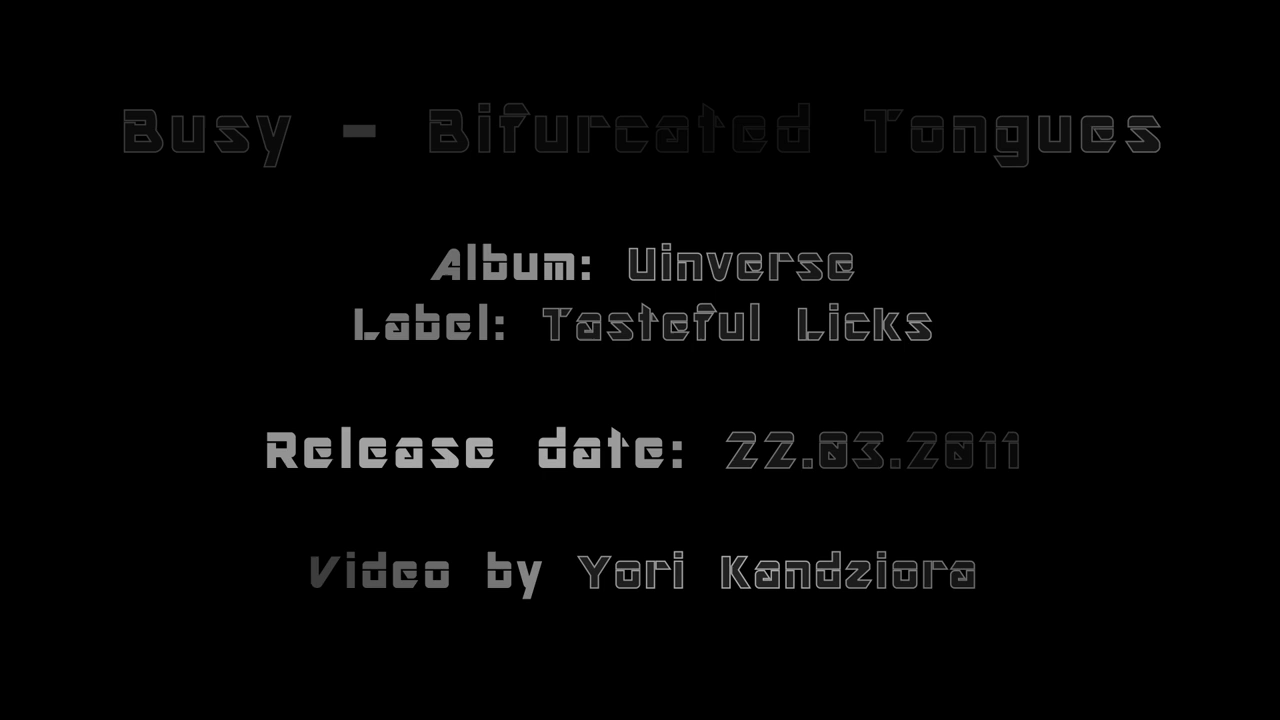 Busy - Bifurcated Tongues
Album: Uinverse
Label: Tasteful Licks
Release date: 22.03.2011
Video by Yori Kandziora